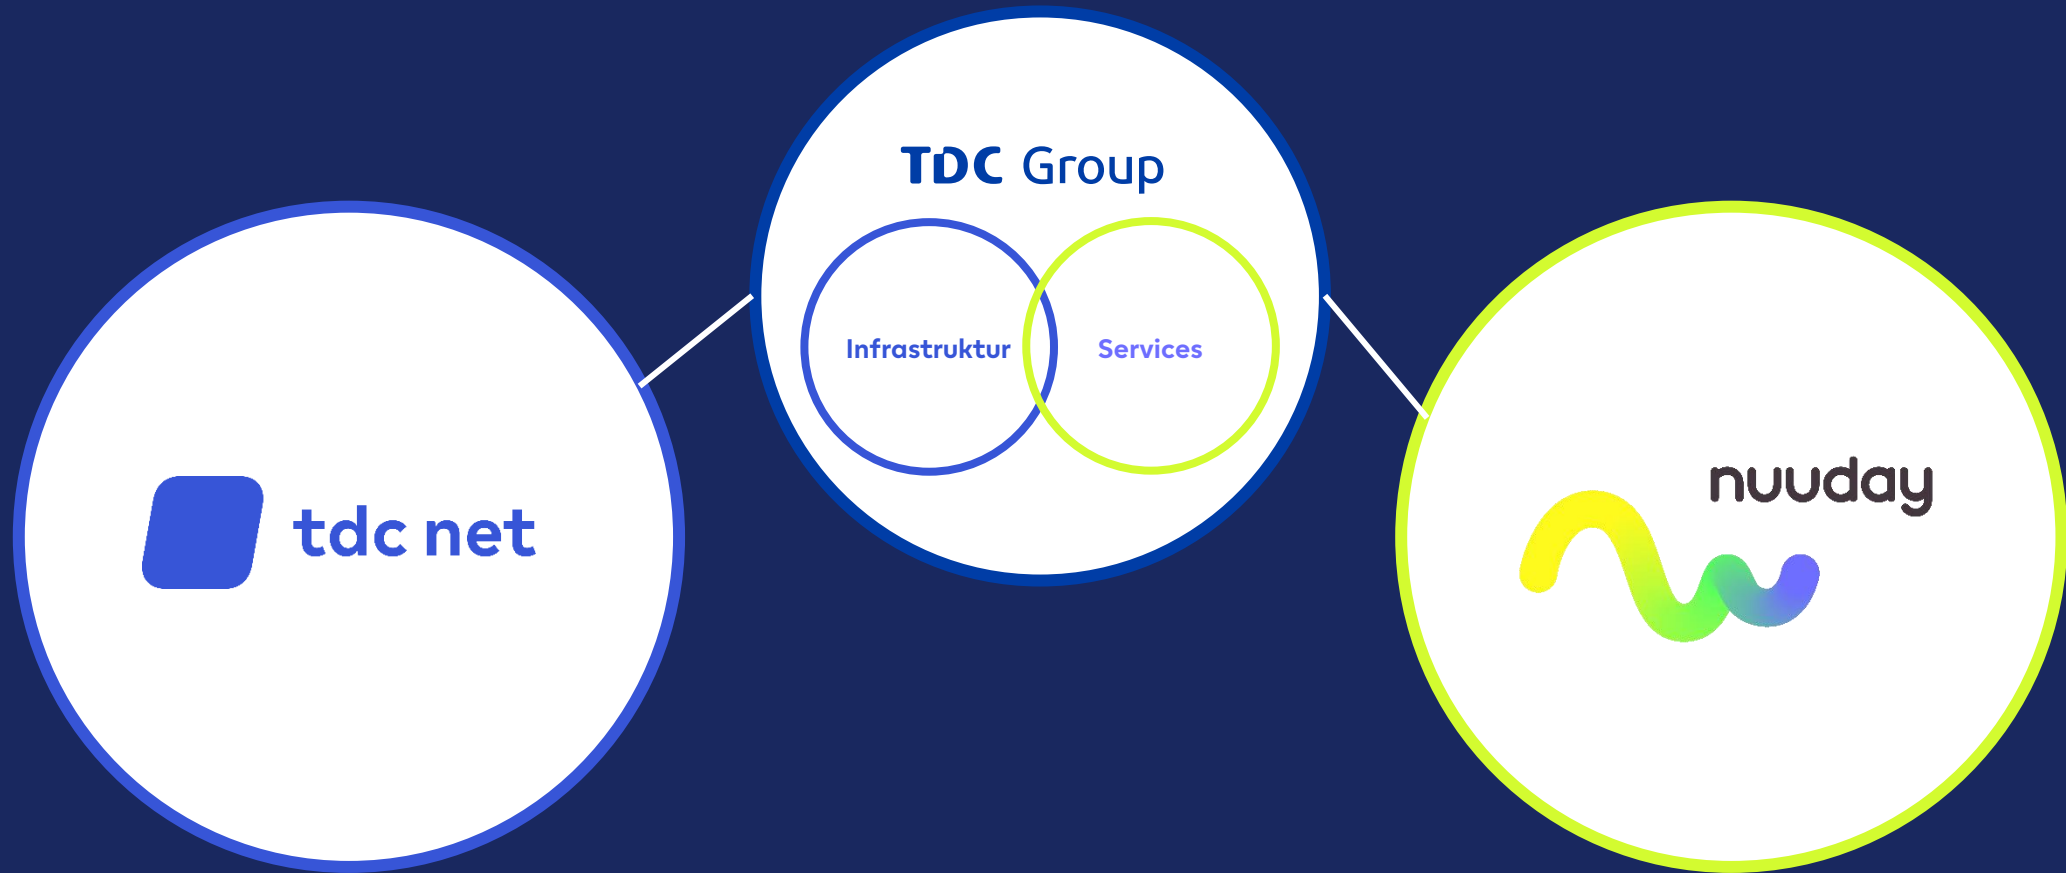 TDC Group
Infrastruktur
Services
tdc net
nuuday